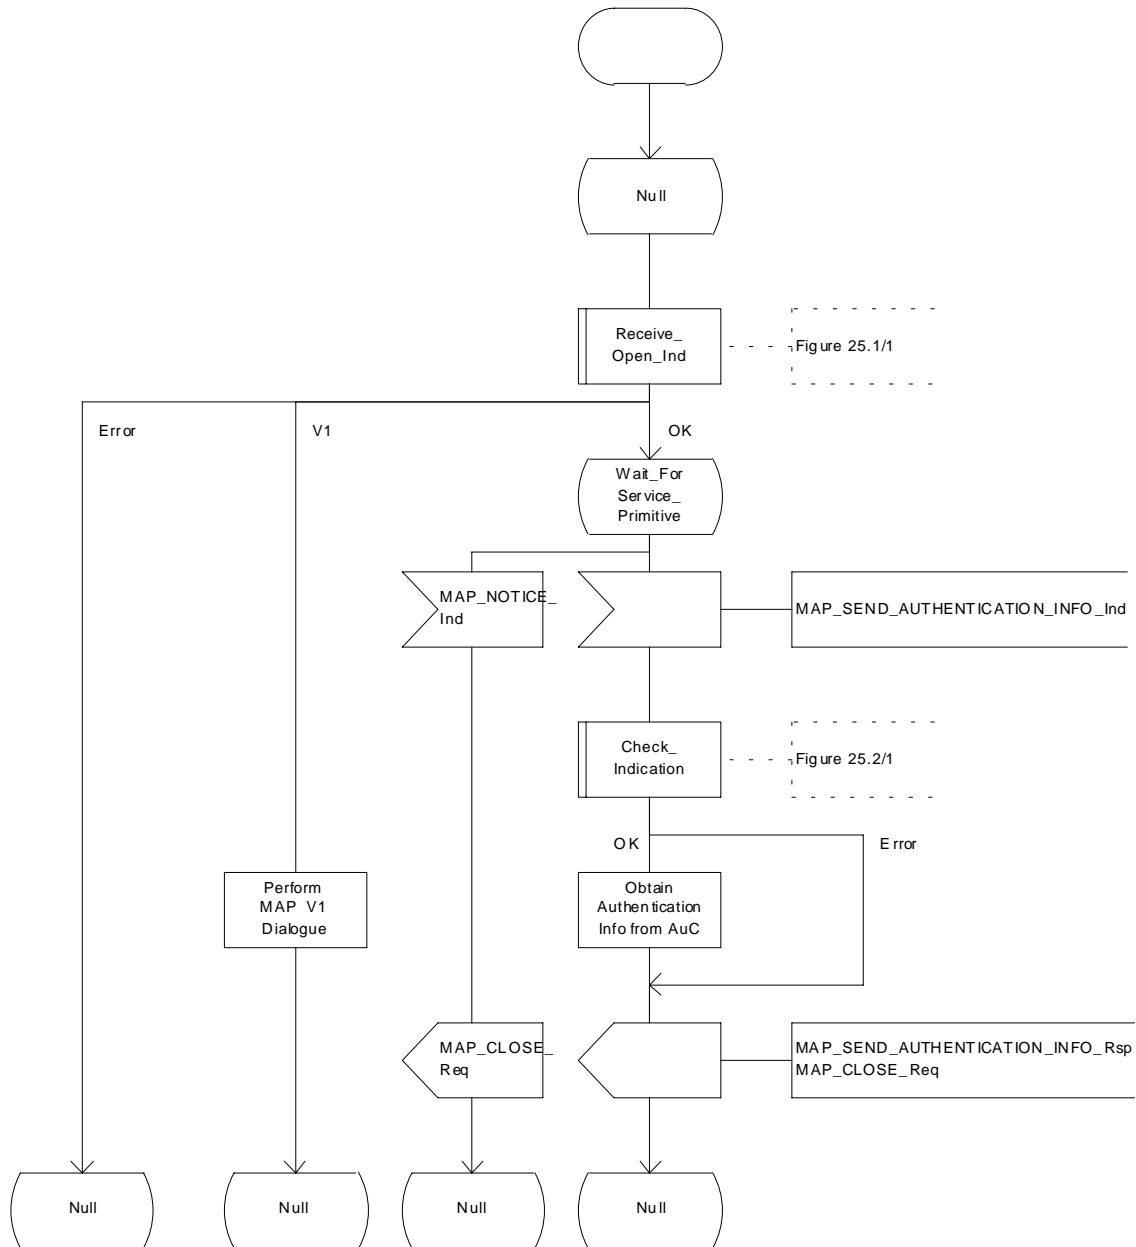 Null
Receive_
Open_Ind
Figure 25.1/1
Error
V1
OK
Wait_For
Service_
Primitive
MAP_NOTICE_
Ind
MAP_SEND_AUTHENTICATION_INFO_Ind
Check_
Indication
Figure 25.2/1
OK
Error
Perform
MAP V1
Dialogue
Obtain
Authentication
Info from AuC
MAP_CLOSE_
Req
MAP_SEND_AUTHENTICATION_INFO_Rsp
MAP_CLOSE_Req
Null
Null
Null
Null